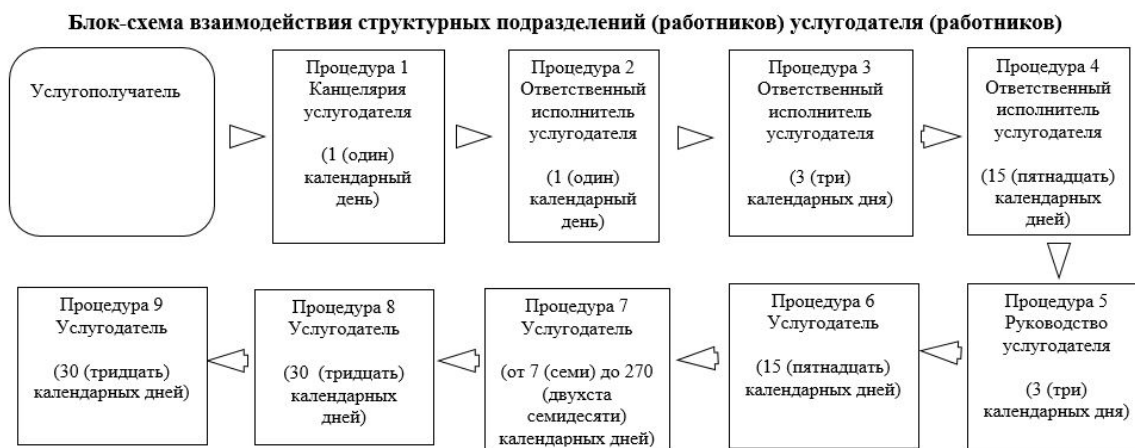 Блок-схема взаимодействия структурных подразделений (работников) услугодателя (работников)
Услугополучатель
Процедура 1
Канцелярия
услугодателя
(1 (один)
календарный
день)
Процедура 2
Ответственный
исполнитель
услугодателя
(1 (один)
календарный
день)
Процедура 3
Ответственный
исполнитель
услугодателя
(3 (три)
календарных дня)
Процедура 4
Ответственный
исполнитель
услугодателя
(15 (пятнадцать)
календарных
дней)
Процедура 5
Руководство
услугодателя
(3 (три)
календарных дня)
Процедура 6
Услугодатель
(15 (пятнадцать)
календарных дней)
Процедура 7
Услугодатель
(от 7 (семи) до 270
(двухста
семидесяти)
календарных дней)
Процедура 8
Услугодатель
(30 (тридцать)
календарных
дней)
Процедура 9
Услугодатель
(30 (тридцать)
календарных дней)